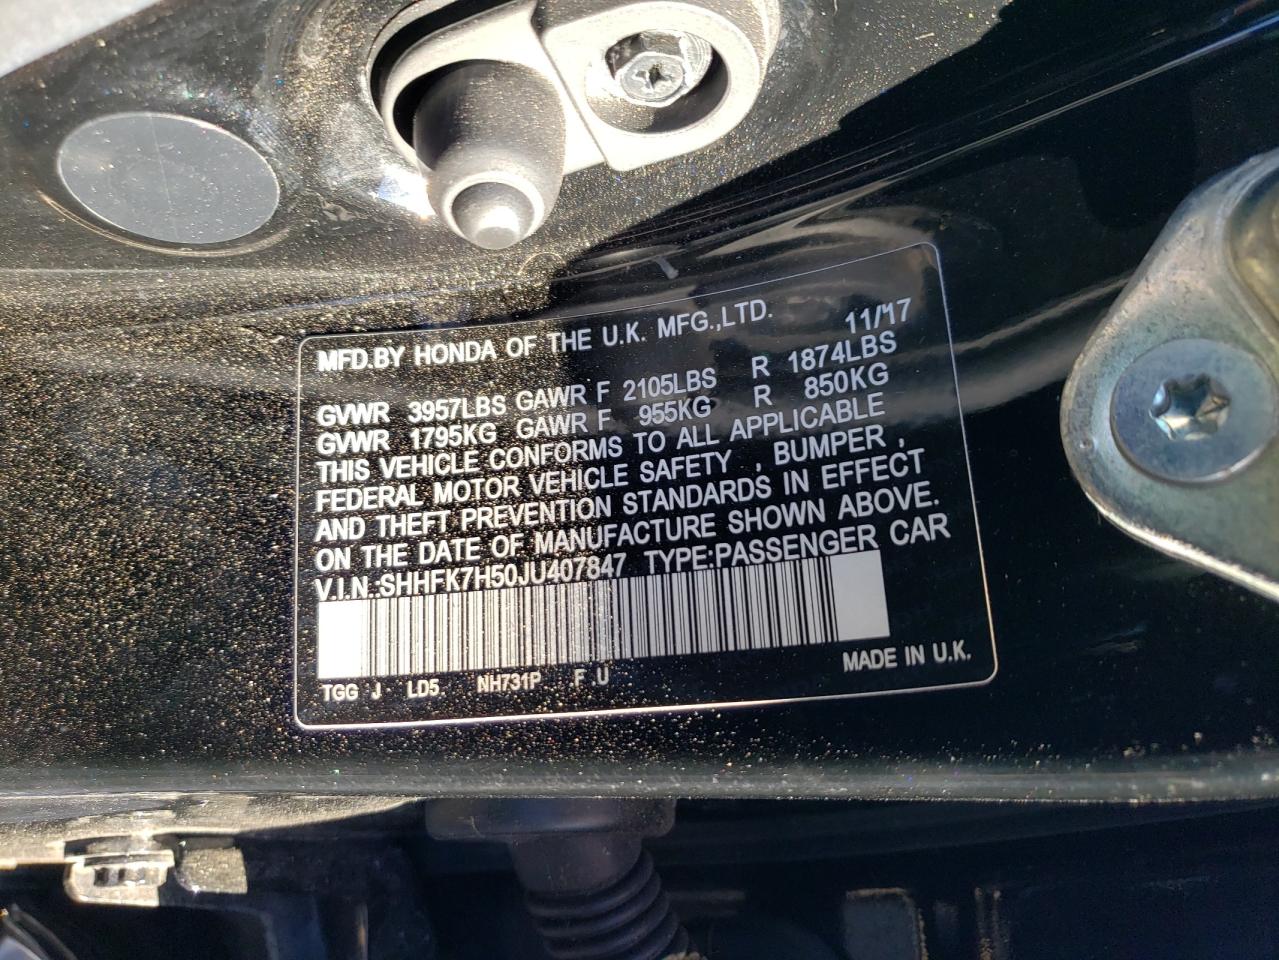 MFD.BY HONDA OF THE U.K. MFG.,LTD. 11/'17
GVWR 3957LBS GAWR F 2105LBS R 1874LBS
GVWR 1795KG GAWR F 955KG R 850KG
THIS VEHICLE CONFORMS TO ALL APPLICABLE
FEDERAL MOTOR VEHICLE SAFETY , BUMPER ,
AND THEFT PREVENTION STANDARDS IN EFFECT
ON THE DATE OF MANUFACTURE SHOWN ABOVE.
V.I.N.:SHHFK7H50JU407847 TYPE:PASSENGER CAR
TGG J LD5 NH731P F U MADE IN U.K.